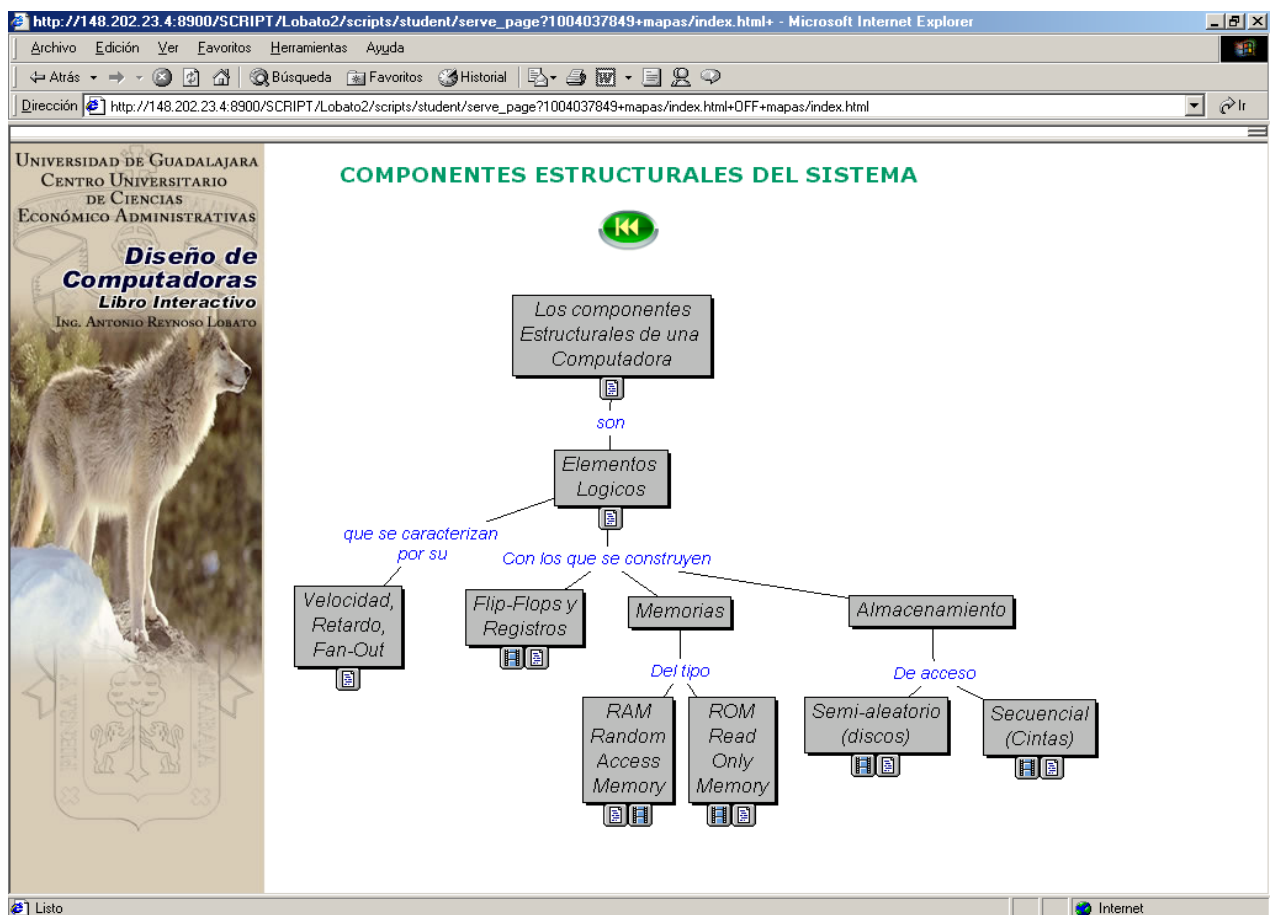 http://148.202.23.4:8900/SCRIPT/Lobato2/scripts/student/serve_page?1004037849+mapas/index.html+ - Microsoft Internet Explorer
Archivo Edición Ver Favoritos Herramientas Ayuda
Atrás Búsqueda Favoritos Historial
Dirección http://148.202.23.4:8900/SCRIPT/Lobato2/scripts/student/serve_page?1004037849+mapas/index.html+OFF+mapas/index.html Ir
UNIVERSIDAD DE GUADALAJARA
CENTRO UNIVERSITARIO
DE CIENCIAS
ECONÓMICO ADMINISTRATIVAS
Diseño de
Computadoras
Libro Interactivo
ING. ANTONIO REYNOSO LOBATO
COMPONENTES ESTRUCTURALES DEL SISTEMA
Los componentes
Estructurales de una
Computadora
son
Elementos
Logicos
que se caracterizan
por su
Con los que se construyen
Velocidad,
Retardo,
Fan-Out
Flip-Flops y
Registros
Memorias
Almacenamiento
Del tipo
De acceso
RAM
Random
Access
Memory
ROM
Read
Only
Memory
Semi-aleatorio
(discos)
Secuencial
(Cintas)
Listo
Internet